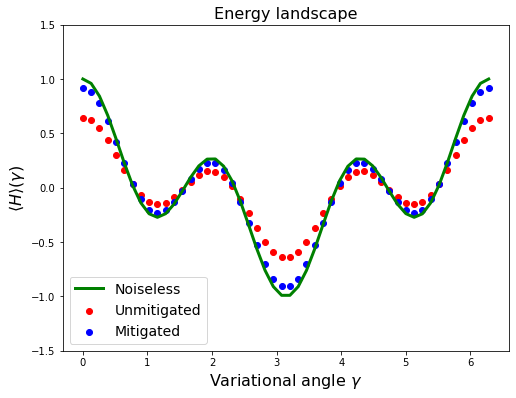 Energy landscape
1.5
1.0
0.5
0.0
−0.5
−1.0
−1.5
⟨H⟩(γ)
Noiseless
Unmitigated
Mitigated
0 1 2 3 4 5 6
Variational angle γ